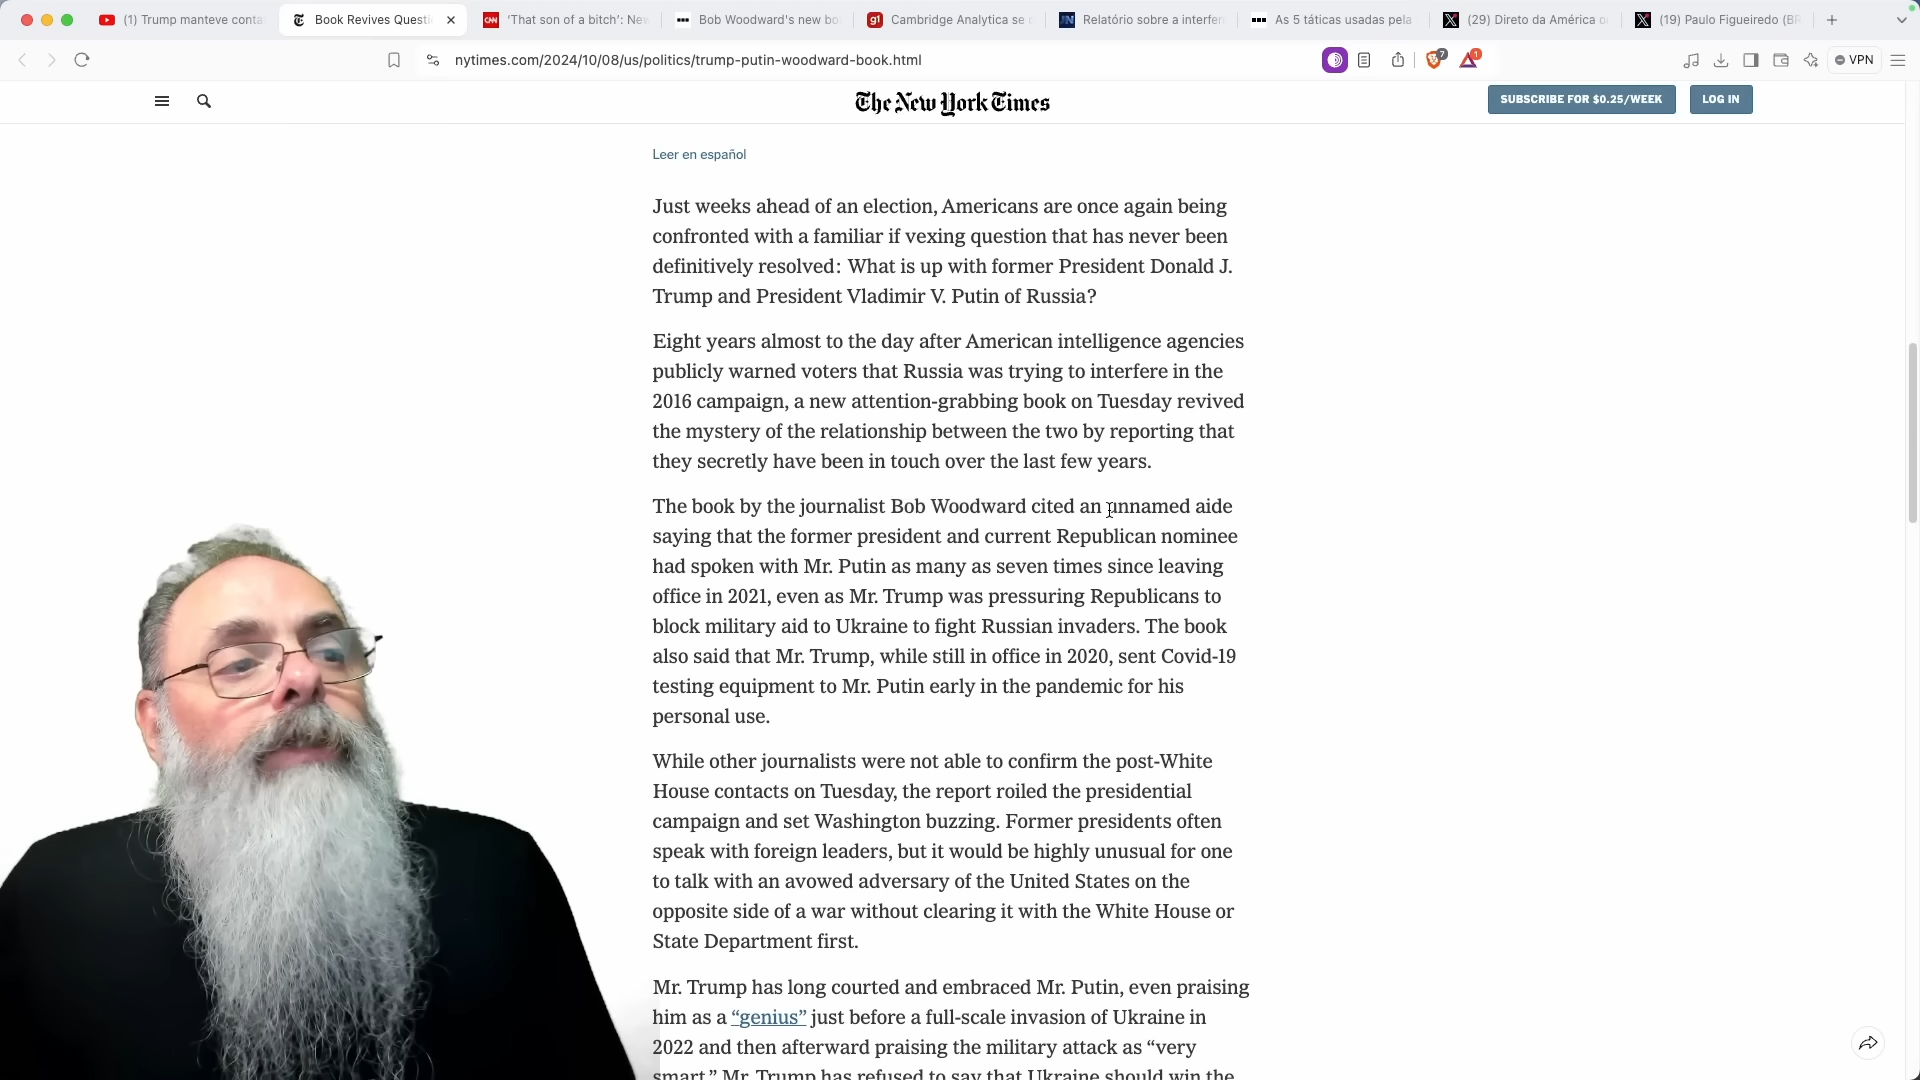 (1) Trump manteve conta
Book Revives Questi
'That son of a bitch': New
Bob Woodward's new bo
Cambridge Analytica se
Relatório sobre a interfer
As 5 táticas usadas pela
(29) Direto da América
(19) Paulo Figueiredo (BR
nytimes.com/2024/10/08/us/politics/trump-putin-woodward-book.html
7
1
VPN
The New York Times
SUBSCRIBE FOR $0.25/WEEK
LOG IN
Leer en español
Just weeks ahead of an election, Americans are once again being
confronted with a familiar if vexing question that has never been
definitively resolved: What is up with former President Donald J.
Trump and President Vladimir V. Putin of Russia?
Eight years almost to the day after American intelligence agencies
publicly warned voters that Russia was trying to interfere in the
2016 campaign, a new attention-grabbing book on Tuesday revived
the mystery of the relationship between the two by reporting that
they secretly have been in touch over the last few years.
The book by the journalist Bob Woodward cited an unnamed aide
saying that the former president and current Republican nominee
had spoken with Mr. Putin as many as seven times since leaving
office in 2021, even as Mr. Trump was pressuring Republicans to
block military aid to Ukraine to fight Russian invaders. The book
also said that Mr. Trump, while still in office in 2020, sent Covid-19
testing equipment to Mr. Putin early in the pandemic for his
personal use.
While other journalists were not able to confirm the post-White
House contacts on Tuesday, the report roiled the presidential
campaign and set Washington buzzing. Former presidents often
speak with foreign leaders, but it would be highly unusual for one
to talk with an avowed adversary of the United States on the
opposite side of a war without clearing it with the White House or
State Department first.
Mr. Trump has long courted and embraced Mr. Putin, even praising
him as a “genius” just before a full-scale invasion of Ukraine in
2022 and then afterward praising the military attack as “very
smart.” Mr. Trump has refused to say that Ukraine should win the